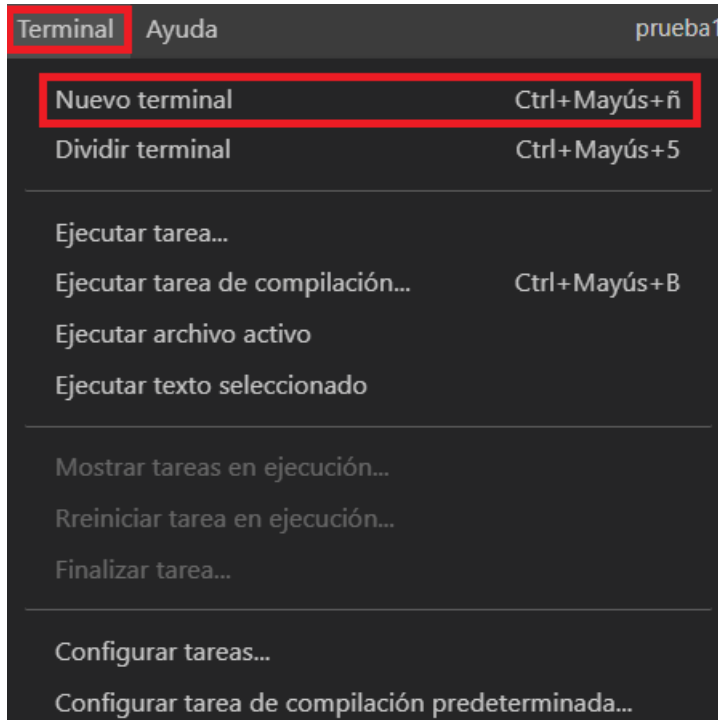 Terminal Ayuda prueba1
Nuevo terminal Ctrl+Mayús+ñ
Dividir terminal Ctrl+Mayús+5
Ejecutar tarea...
Ejecutar tarea de compilación... Ctrl+Mayús+B
Ejecutar archivo activo
Ejecutar texto seleccionado
Mostrar tareas en ejecución...
Rreiniciar tarea en ejecución...
Finalizar tarea...
Configurar tareas...
Configurar tarea de compilación predeterminada...